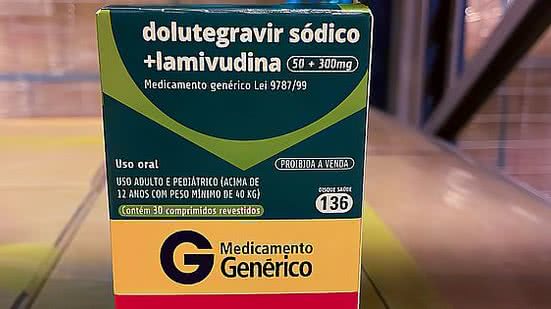 dolutegravir sódico
+lamivudina 50 + 300mg
Medicamento genérico Lei 9787/99
Uso oral
PROIBIDA A VENDA
USO ADULTO E PEDIÁTRICO (ACIMA DE
12 ANOS COM PESO MÍNIMO DE 40 KG)
DISQUE SAÚDE
136
Contém 30 comprimidos revestidos
G Medicamento
Genérico